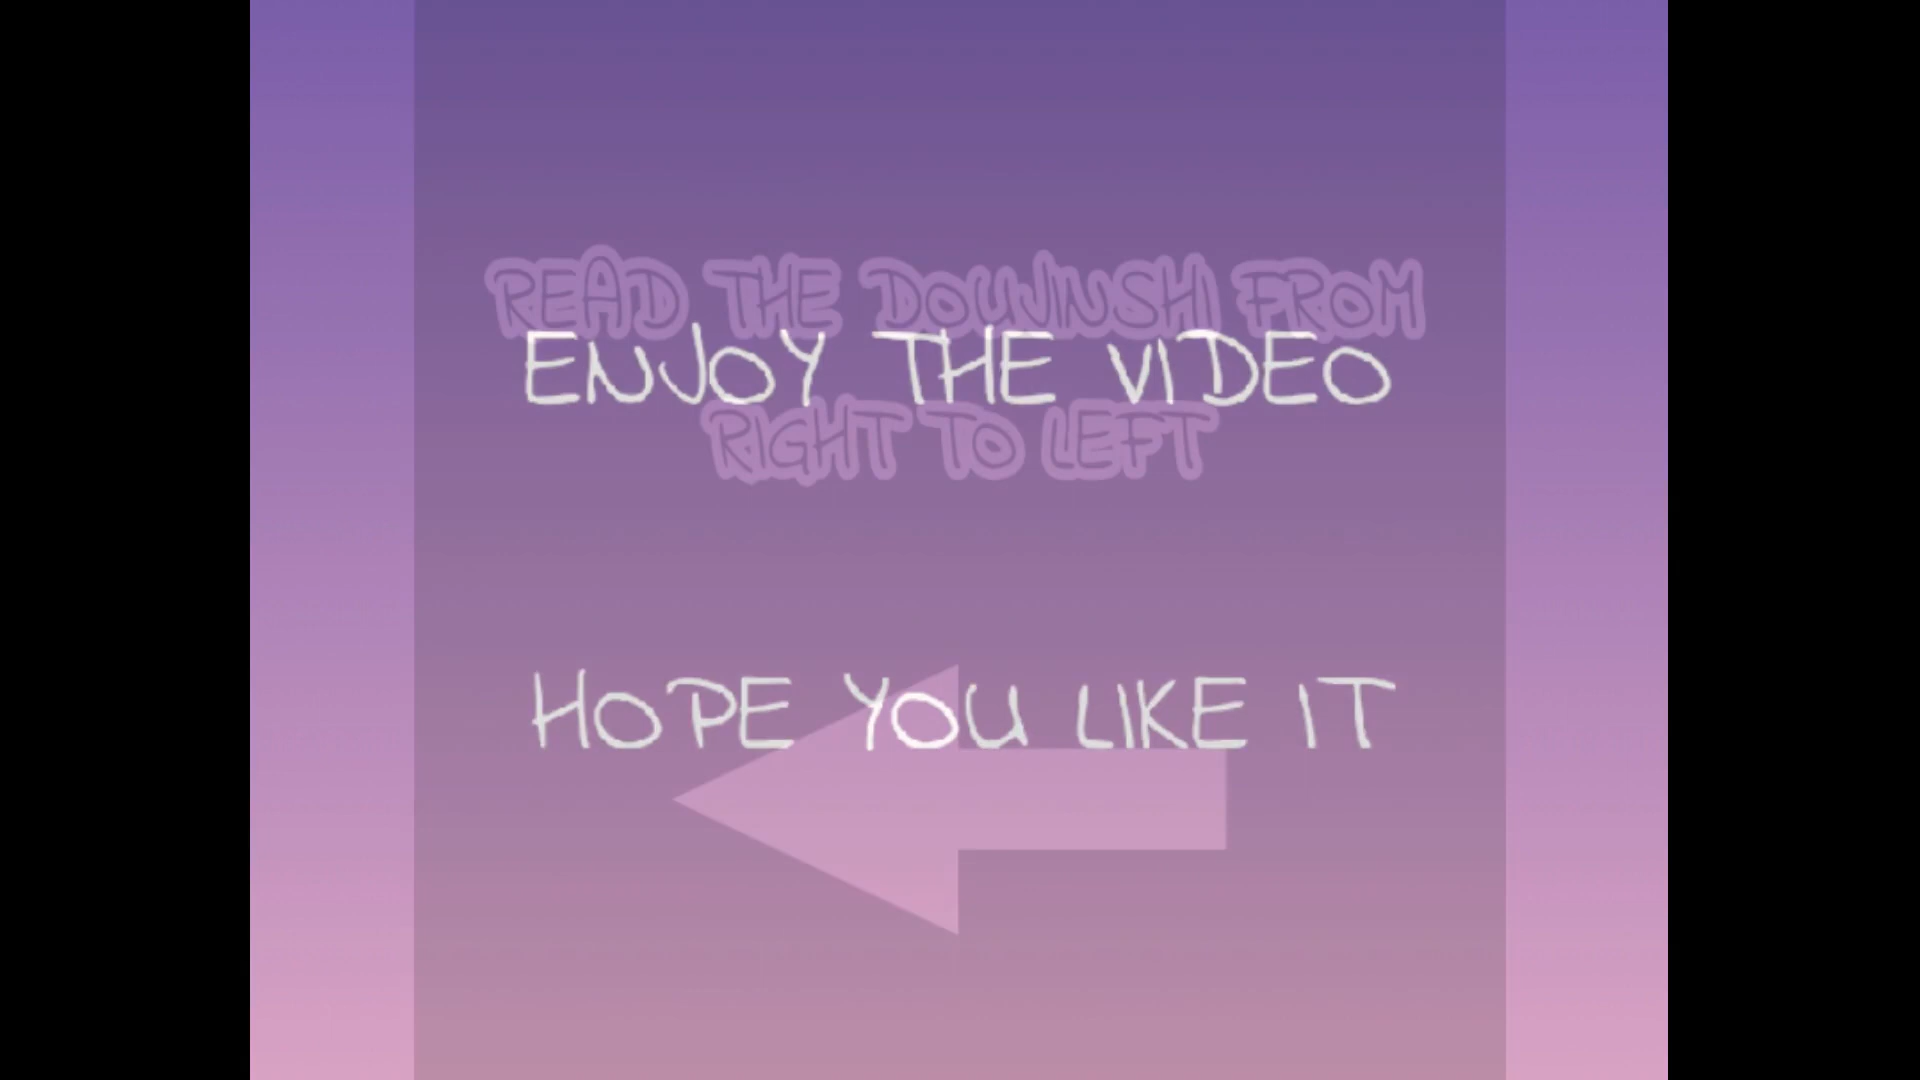 READ THE DOUJINSHI FROM
ENJOY THE VIDEO
RIGHT TO LEFT
HOPE YOU LIKE IT